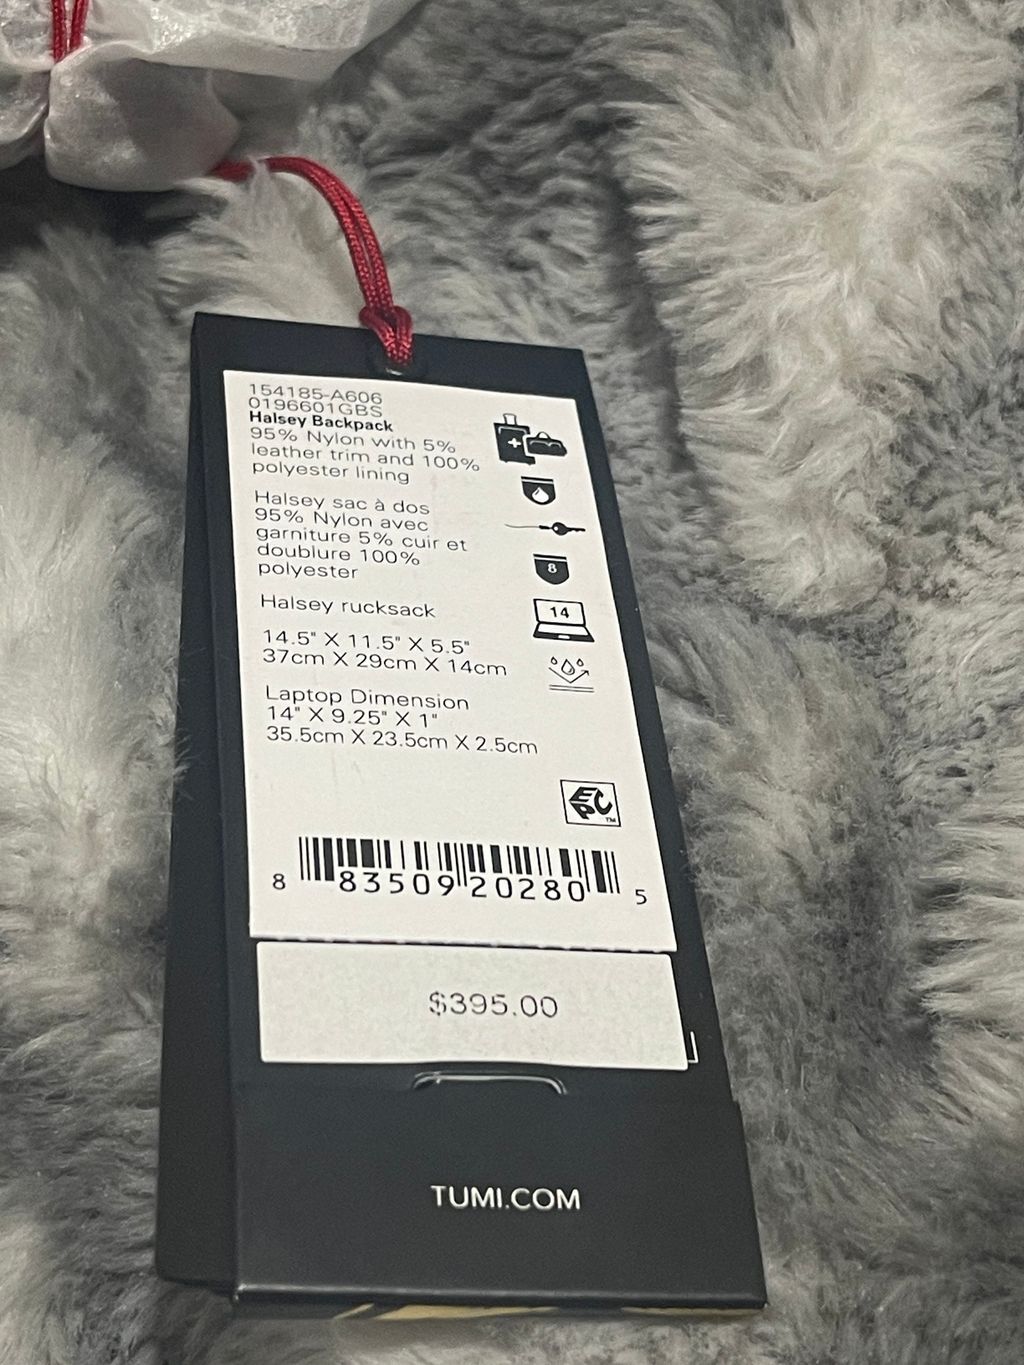 154185-A606
0196601GBS
Halsey Backpack
95% Nylon with 5%
leather trim and 100%
polyester lining
Halsey sac à dos
95% Nylon avec
garniture 5% cuir et
doublure 100%
polyester
Halsey rucksack
14.5" X 11.5" X 5.5"
37cm X 29cm X 14cm
Laptop Dimension
14" X 9.25" X 1"
35.5cm X 23.5cm X 2.5cm
8
14
EPC™
8 83509 20280 5
$395.00
TUMI.COM